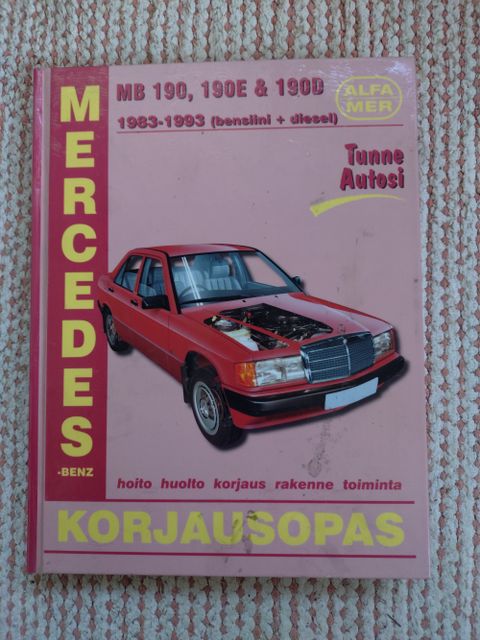 MERCEDES
-BENZ
MB 190, 190E & 190D
1983-1993 (bensiini + diesel)
ALFA
MER
Tunne
Autosi
hoito huolto korjaus rakenne toiminta
KORJAUSOPAS